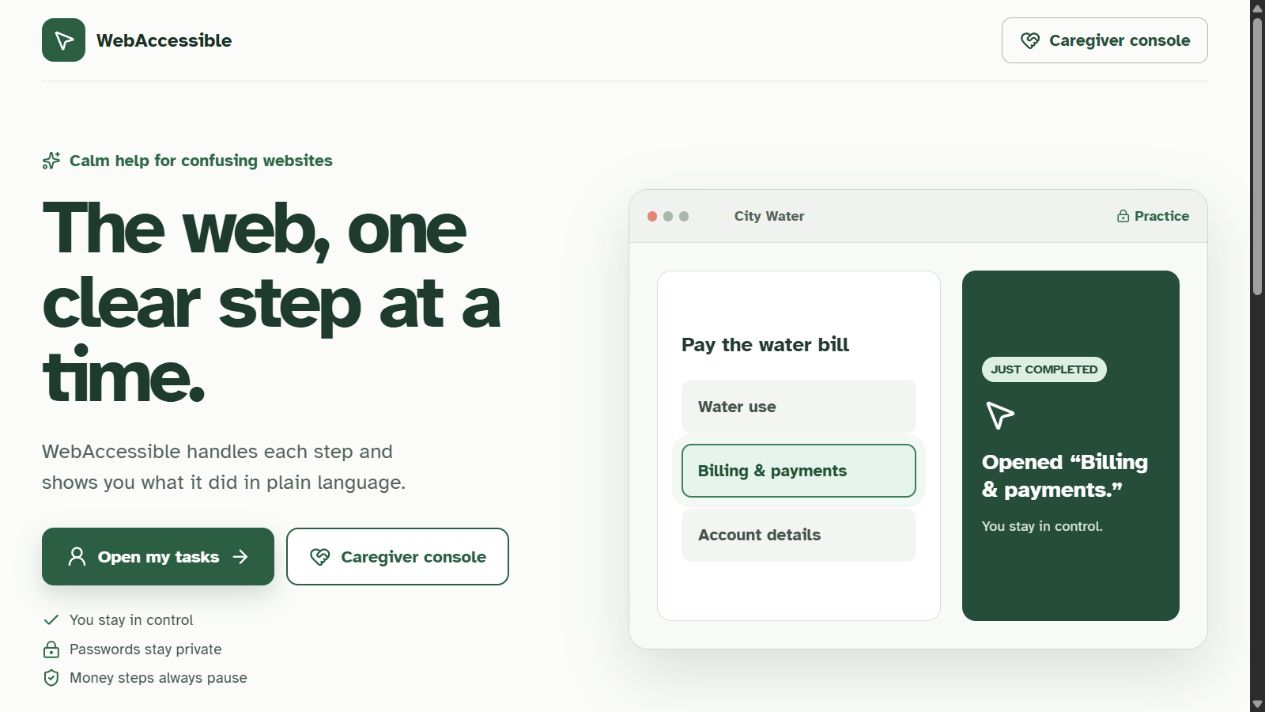 WebAccessible
Caregiver console
Calm help for confusing websites
The web, one
clear step at a
time.
WebAccessible handles each step and
shows you what it did in plain language.
Open my tasks
Caregiver console
You stay in control
Passwords stay private
Money steps always pause
City Water
Practice
Pay the water bill
Water use
Billing & payments
Account details
JUST COMPLETED
Opened “Billing
& payments.”
You stay in control.